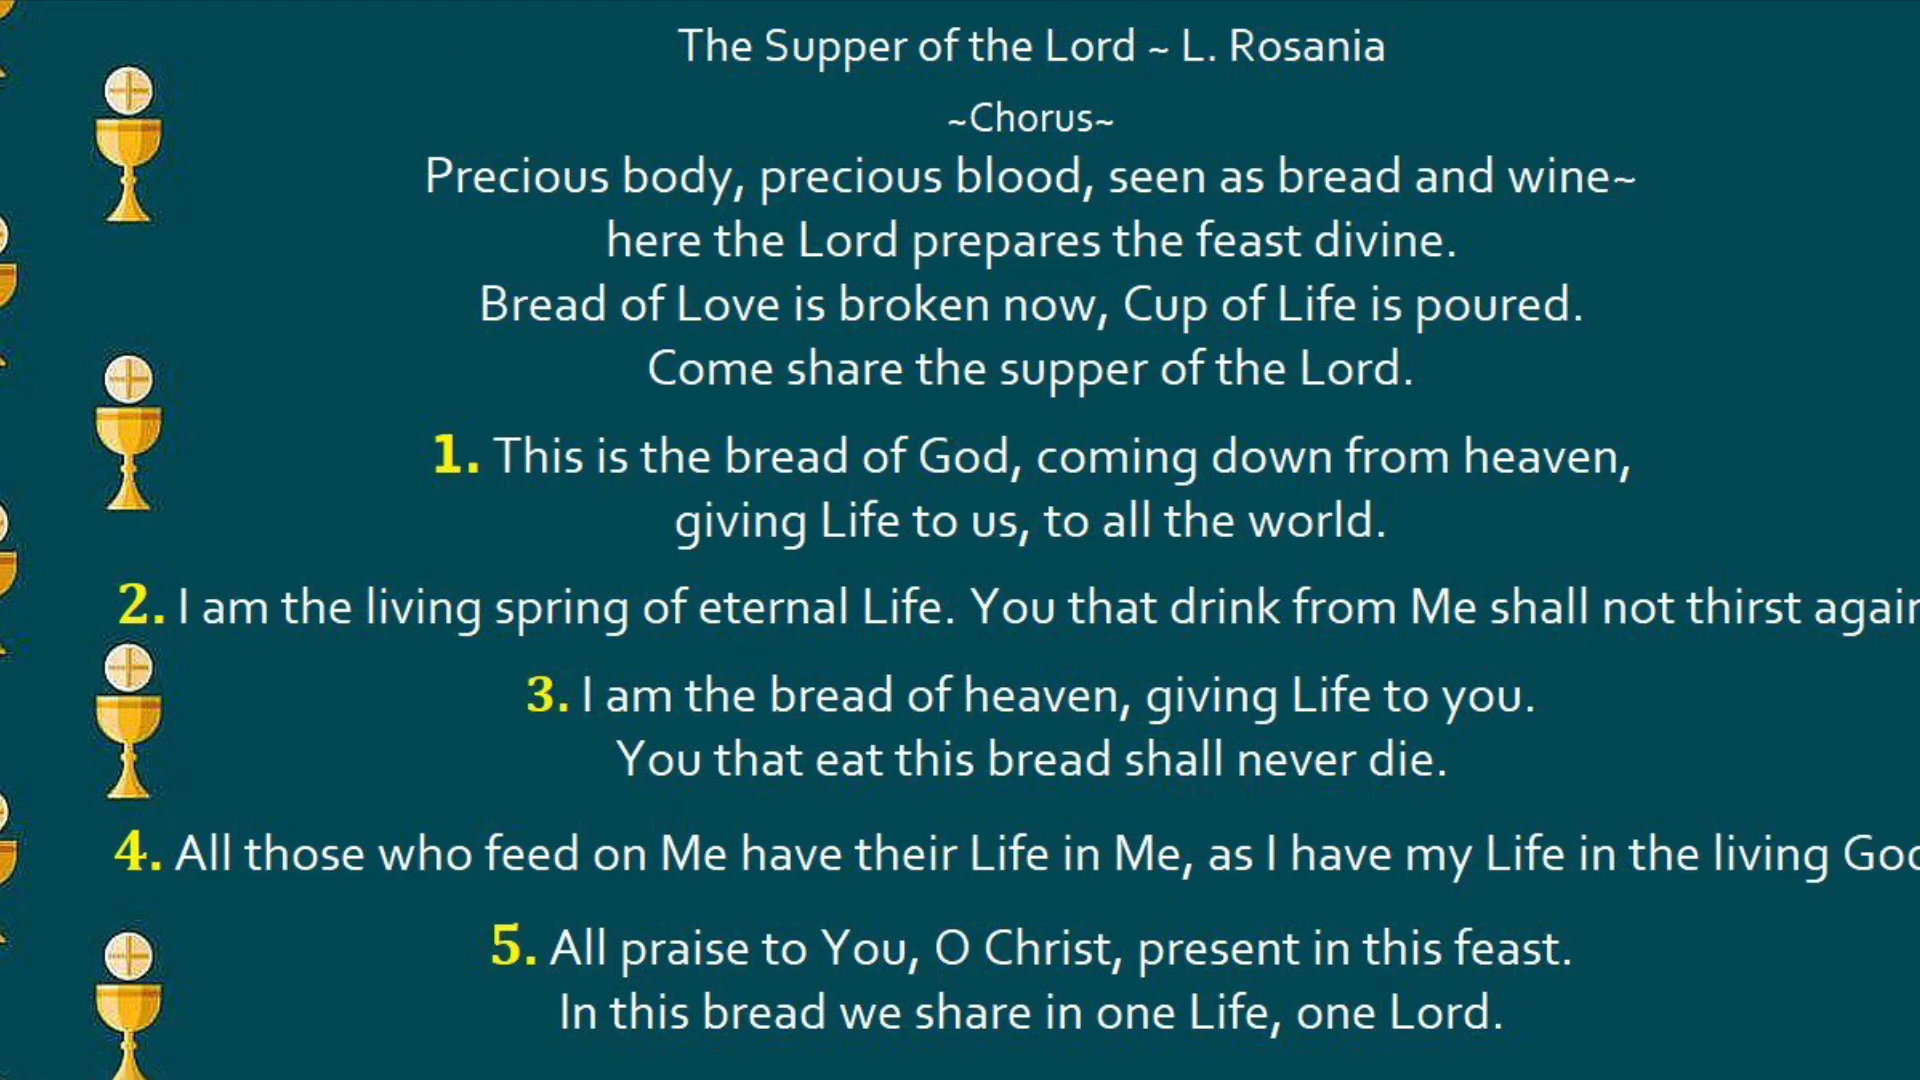 The Supper of the Lord ~ L. Rosania
~Chorus~
Precious body, precious blood, seen as bread and wine~
here the Lord prepares the feast divine.
Bread of Love is broken now, Cup of Life is poured.
Come share the supper of the Lord.
1. This is the bread of God, coming down from heaven,
giving Life to us, to all the world.
2. I am the living spring of eternal Life. You that drink from Me shall not thirst again
3. I am the bread of heaven, giving Life to you.
You that eat this bread shall never die.
4. All those who feed on Me have their Life in Me, as I have my Life in the living God
5. All praise to You, O Christ, present in this feast.
In this bread we share in one Life, one Lord.